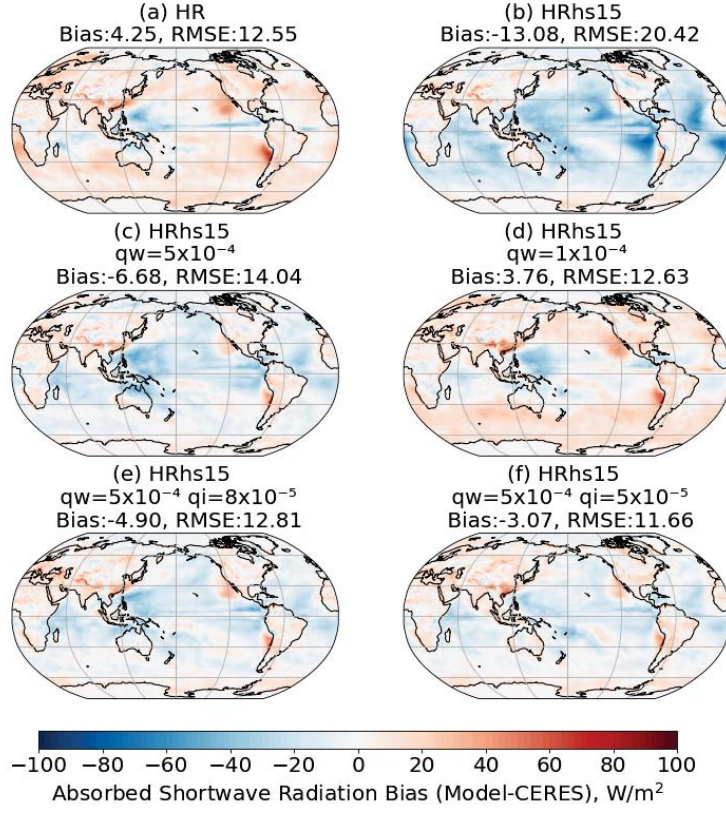 (a) HR
Bias:4.25, RMSE:12.55
(b) HRhs15
Bias:-13.08, RMSE:20.42
(c) HRhs15
qw=5x10⁻⁴
Bias:-6.68, RMSE:14.04
(d) HRhs15
qw=1x10⁻⁴
Bias:3.76, RMSE:12.63
(e) HRhs15
qw=5x10⁻⁴ qi=8x10⁻⁵
Bias:-4.90, RMSE:12.81
(f) HRhs15
qw=5x10⁻⁴ qi=5x10⁻⁵
Bias:-3.07, RMSE:11.66
−100 −80 −60 −40 −20 0 20 40 60 80 100
Absorbed Shortwave Radiation Bias (Model-CERES), W/m²